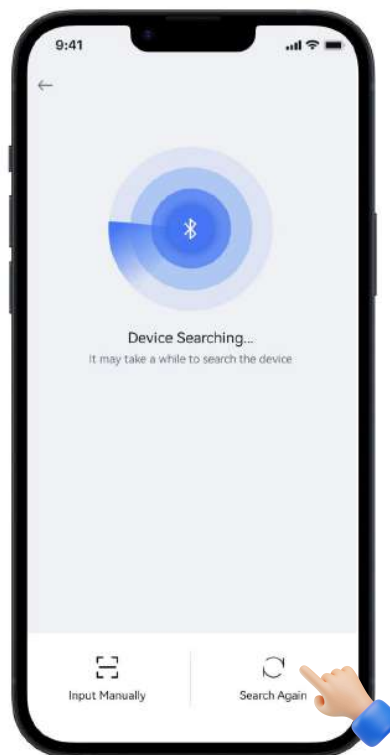 9:41
Device Searching...
It may take a while to search the device
Input Manually
Search Again